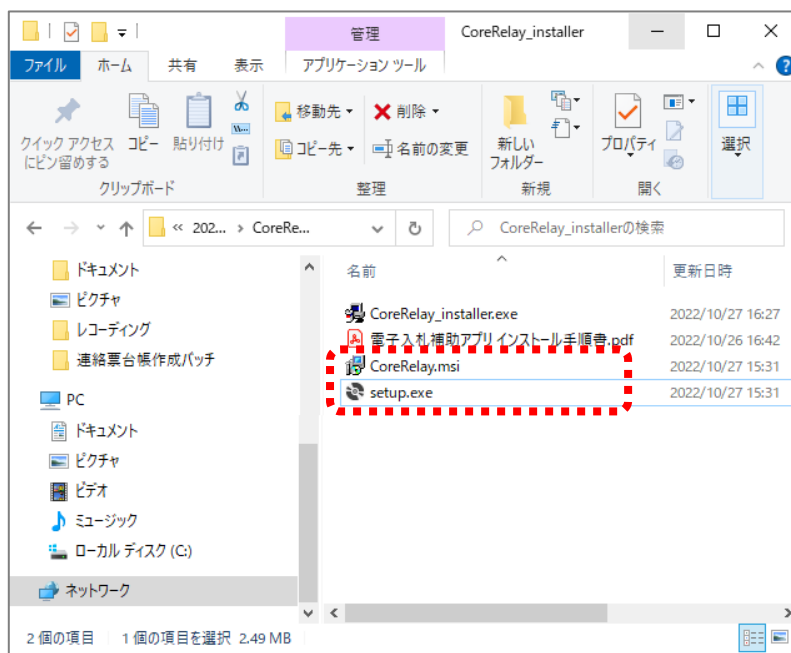 管理
CoreRelay_installer
ファイル ホーム 共有 表示 アプリケーション ツール
クイック アクセス
にピン留めする
コピー
貼り付け
移動先
コピー先
削除
名前の変更
新しい
フォルダー
プロパティ
選択
クリップボード 整理 新規 開く
« 202... › CoreRe...
CoreRelay_installerの検索
名前 更新日時
ドキュメント
ピクチャ
レコーディング
連絡票台帳作成バッチ
PC
ドキュメント
ピクチャ
ビデオ
ミュージック
ローカル ディスク (C:)
ネットワーク
CoreRelay_installer.exe 2022/10/27 16:27
電子入札補助アプリインストール手順書.pdf 2022/10/26 16:42
CoreRelay.msi 2022/10/27 15:31
setup.exe 2022/10/27 15:31
2 個の項目 1 個の項目を選択 2.49 MB